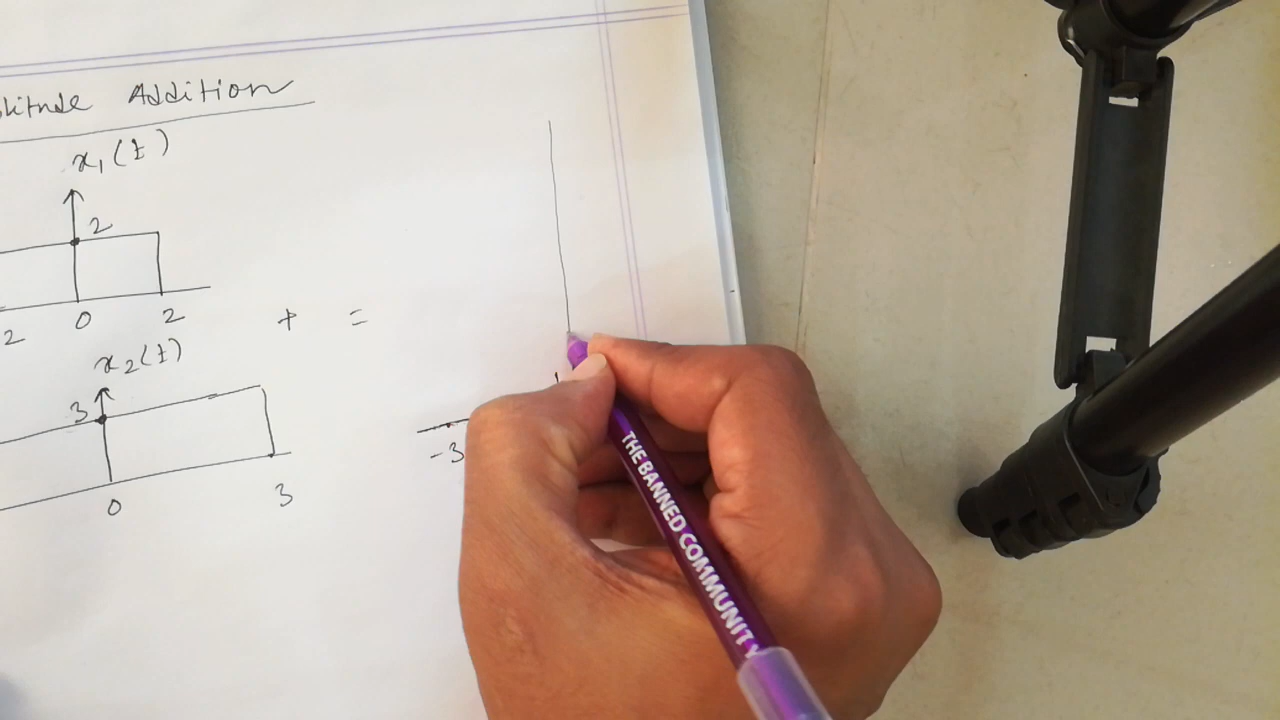 Addition
x₁(t)
2
2 0 2
+ =
x₂(t)
3
0 3
-3
THE BANNED COMMUNITY